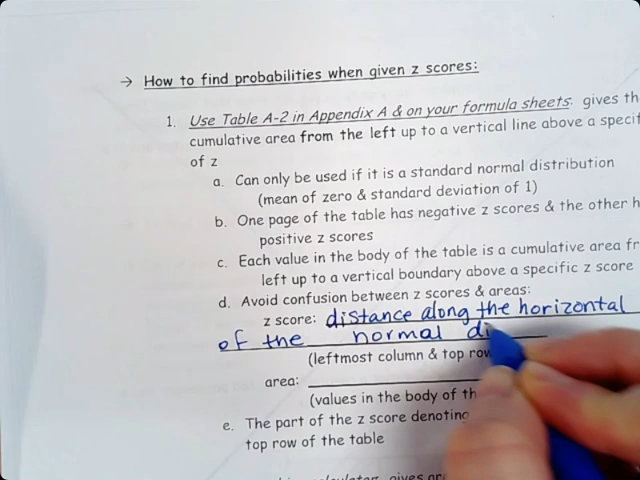 → How to find probabilities when given z scores:
1. Use Table A-2 in Appendix A & on your formula sheets: gives th
cumulative area from the left up to a vertical line above a specif
of z
a. Can only be used if it is a standard normal distribution
(mean of zero & standard deviation of 1)
b. One page of the table has negative z scores & the other h
positive z scores
c. Each value in the body of the table is a cumulative area fr
left up to a vertical boundary above a specific z score
d. Avoid confusion between z scores & areas:
z score: distance along the horizontal
of the normal di
(leftmost column & top row
area:
(values in the body of th
e. The part of the z score denoting
top row of the table
gives